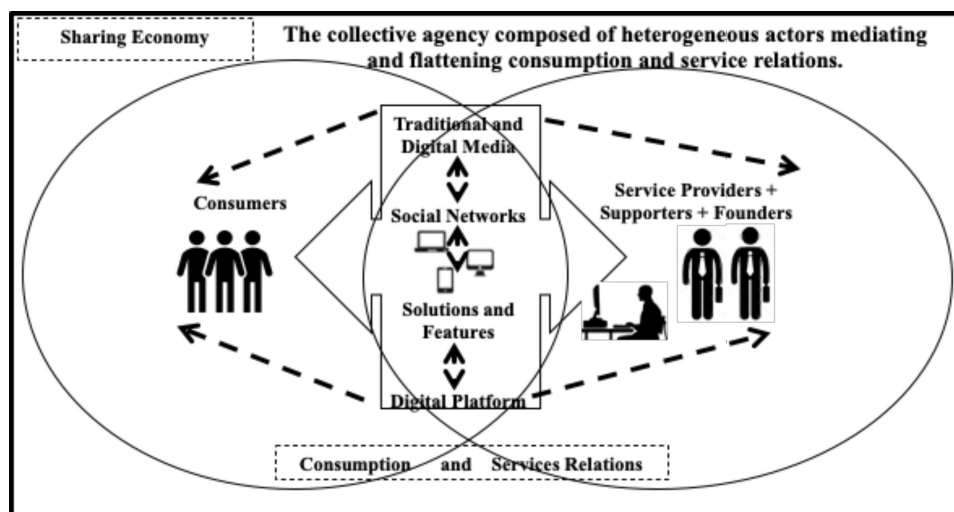 Sharing Economy
The collective agency composed of heterogeneous actors mediating
and flattening consumption and service relations.
Traditional and
Digital Media
Consumers
Social Networks
Service Providers +
Supporters + Founders
Solutions and
Features
Digital Platform
Consumption and Services Relations